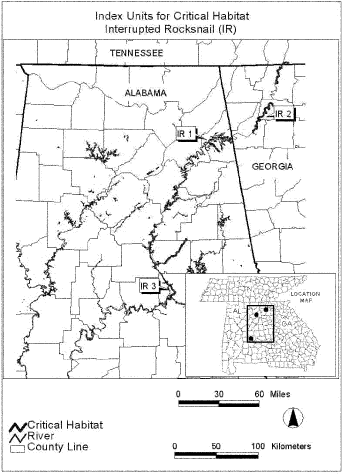 Index Units for Critical Habitat
Interrupted Rocksnail (IR)
TENNESSEE
ALABAMA
IR 2
IR 1
GEORGIA
IR 3
LOCATION
MAP
AL
GA
0 30 60 Miles
Critical Habitat
River
County Line
0 50 100 Kilometers